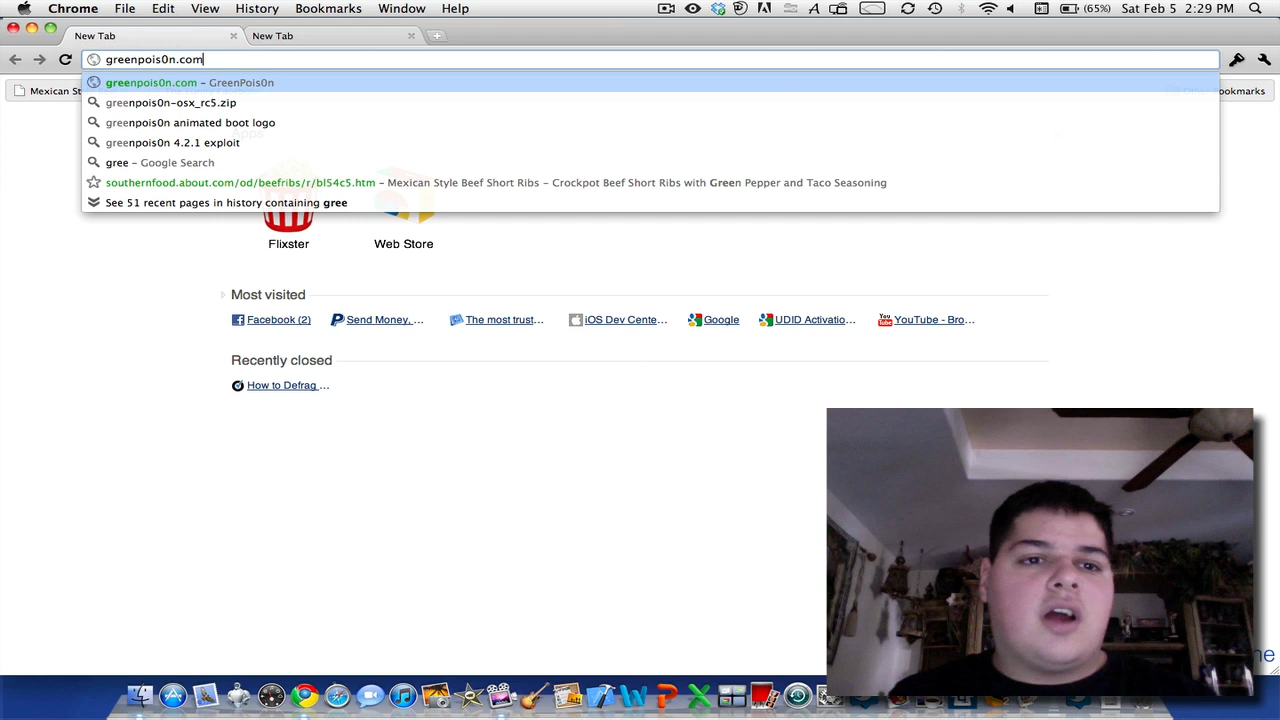 Chrome File Edit View History Bookmarks Window Help (65%) Sat Feb 5 2:29 PM
New Tab New Tab
greenpois0n.com
greenpois0n.com – GreenPois0n
Mexican St Bookmarks
greenpois0n-osx_rc5.zip
greenpois0n animated boot logo
Apps
greenpois0n 4.2.1 exploit
gree – Google Search
southernfood.about.com/od/beefribs/r/bl54c5.htm – Mexican Style Beef Short Ribs – Crockpot Beef Short Ribs with Green Pepper and Taco Seasoning
See 51 recent pages in history containing gree
Flixster Web Store
Most visited
Facebook (2) Send Money, ... The most trust... iOS Dev Cente... Google UDID Activatio... YouTube - Bro...
Recently closed
How to Defrag ...